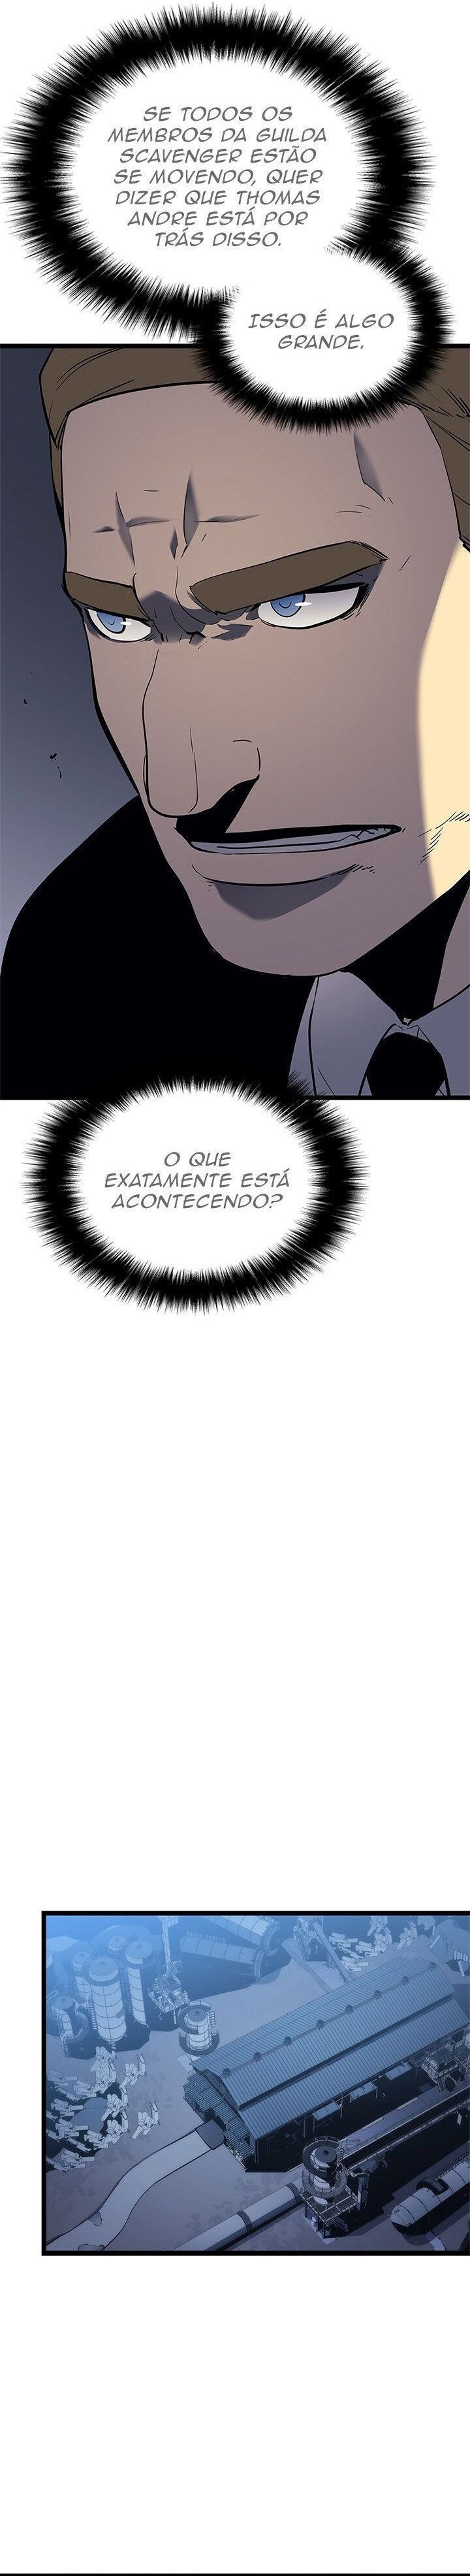 SE TODOS OS
MEMBROS DA GUILDA
SCAVENGER ESTÃO
SE MOVENDO, QUER
DIZER QUE THOMAS
ANDRE ESTÁ POR
TRÁS DISSO.
ISSO É ALGO
GRANDE.
O QUE
EXATAMENTE ESTÁ
ACONTECENDO?